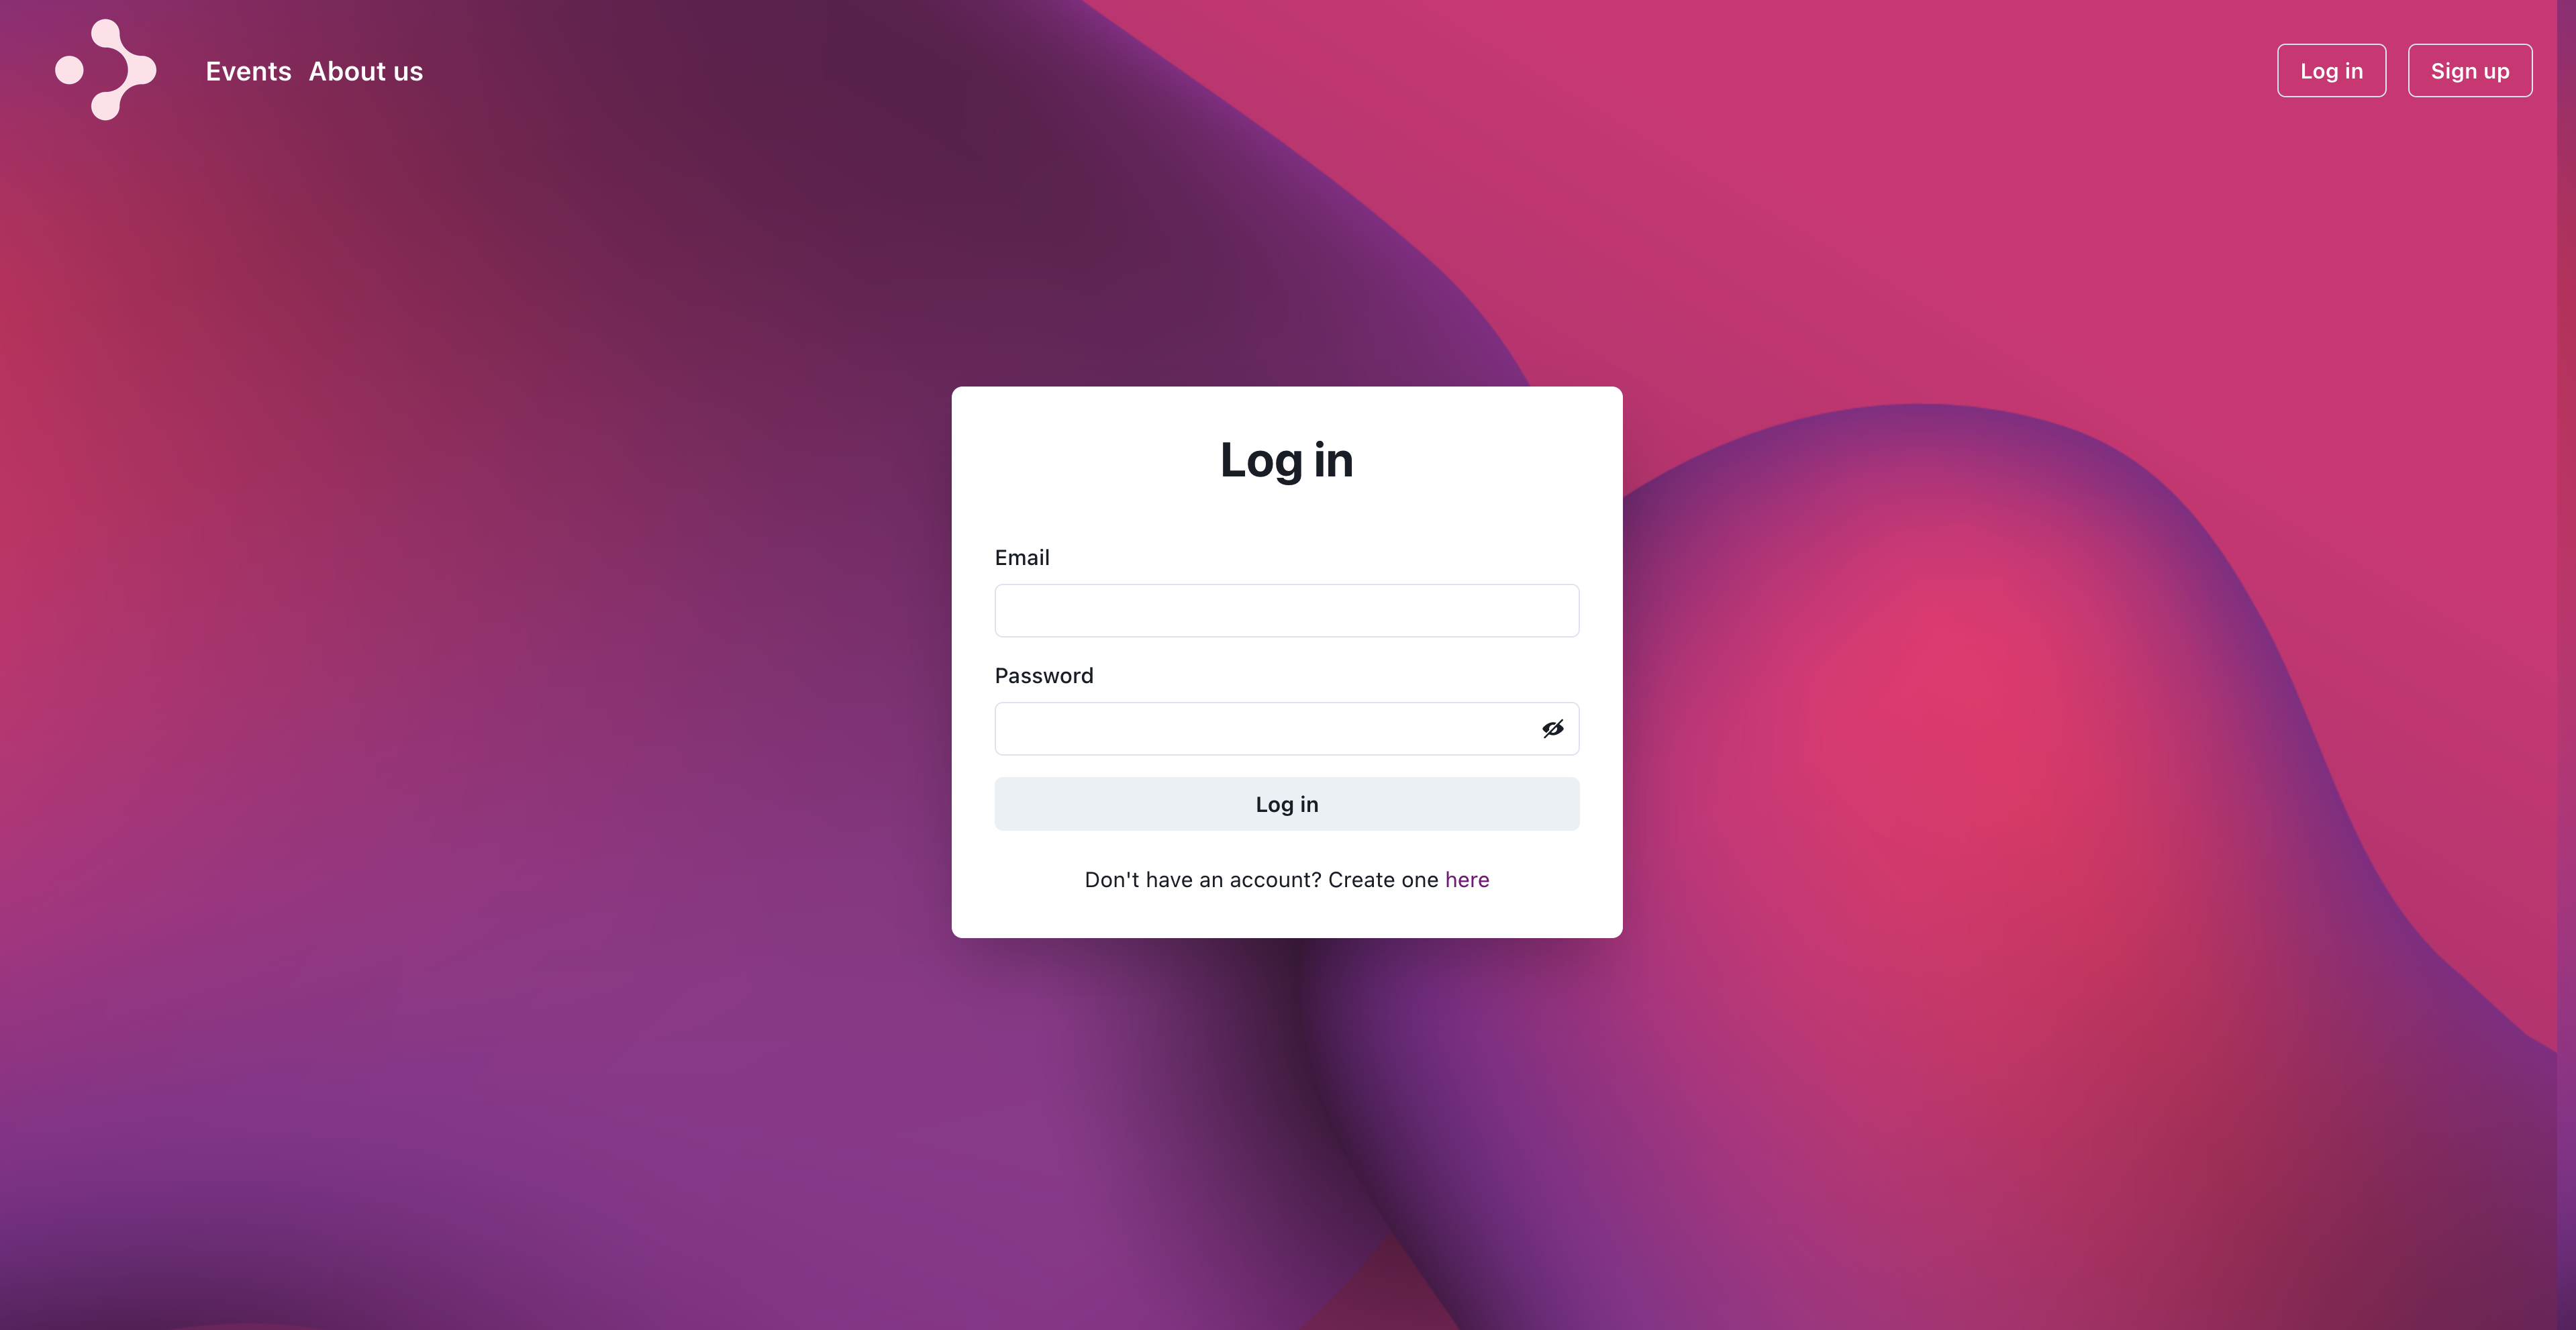 Events About us
Log in Sign up
Log in
Email
Password
Log in
Don't have an account? Create one here